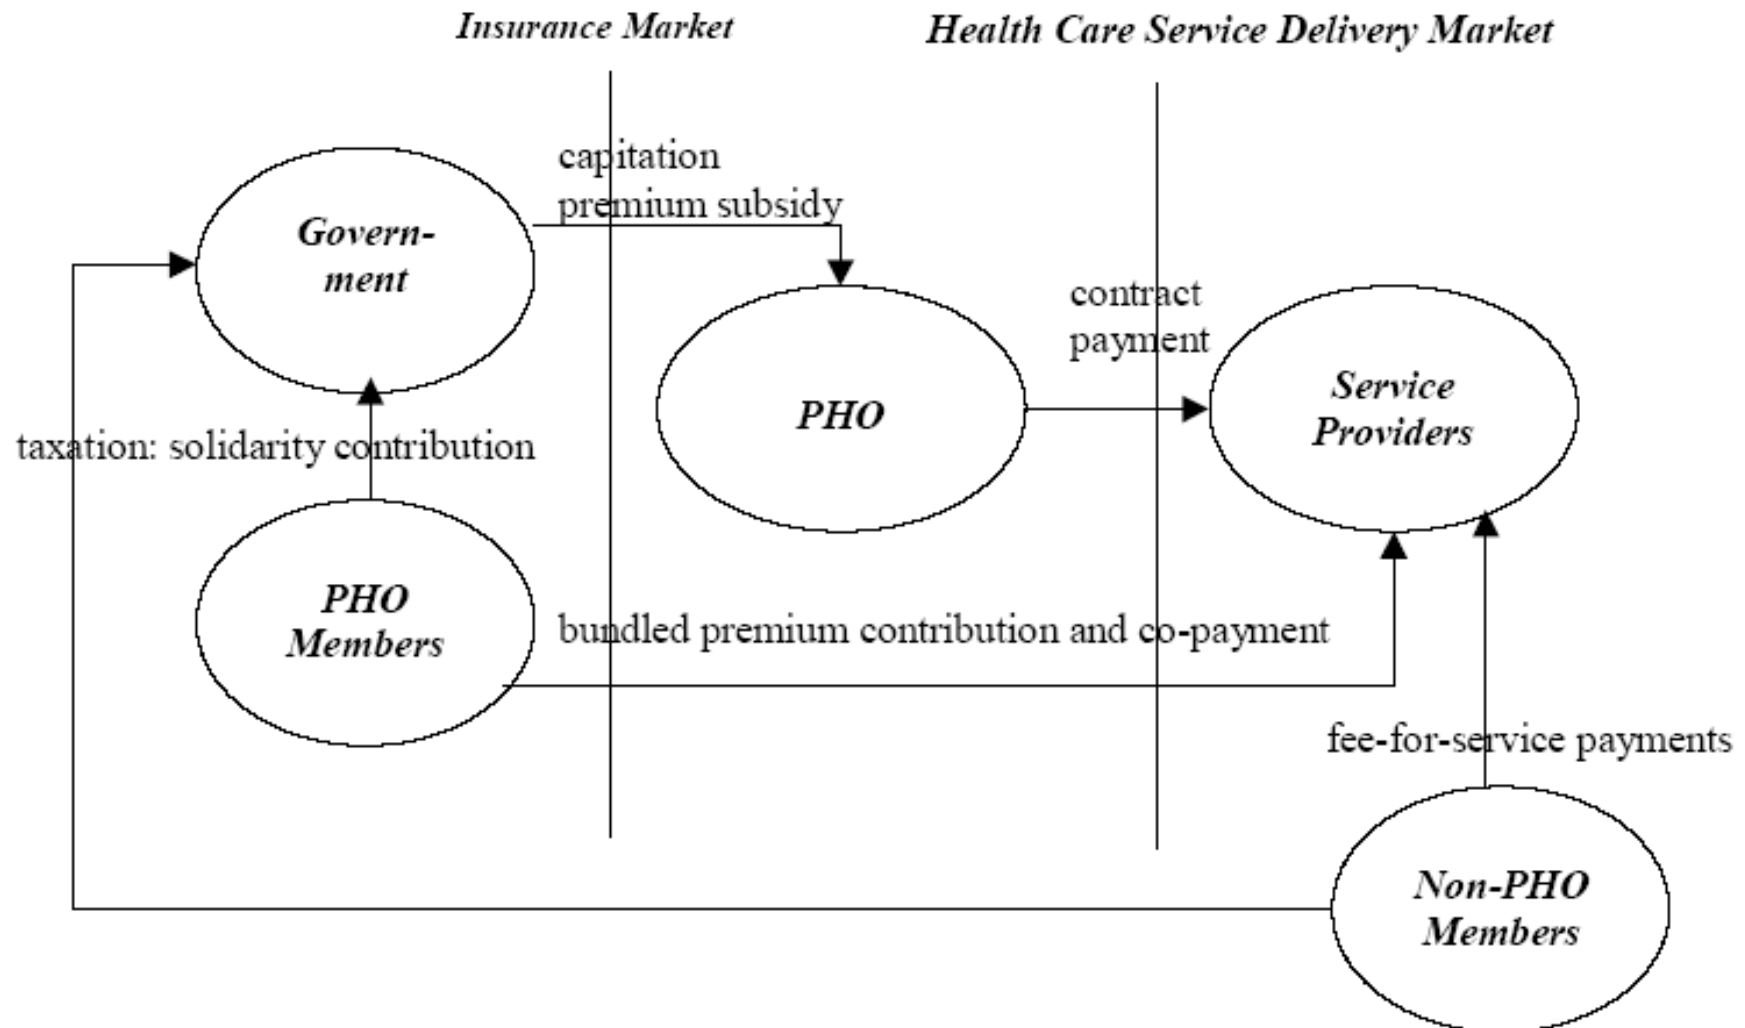 Insurance Market
Health Care Service Delivery Market
capitation
premium subsidy
Govern-
ment
contract
payment
PHO
Service
Providers
taxation: solidarity contribution
PHO
Members
bundled premium contribution and co-payment
fee-for-service payments
Non-PHO
Members